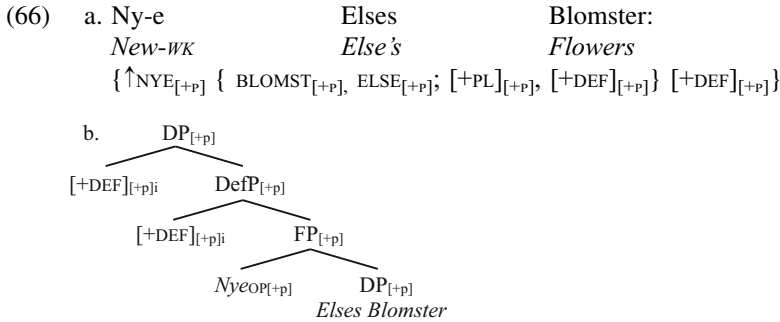 (66) a. Ny-e Elses Blomster:
New-WK Else's Flowers
{↑NYE[+P] { BLOMST[+P], ELSE[+P]; [+PL][+P], [+DEF][+P]} [+DEF][+P]}
b. DP[+p]
[+DEF][+p]i DefP[+p]
[+DEF][+p]i FP[+p]
NyeOP[+p] DP[+p]
Elses Blomster